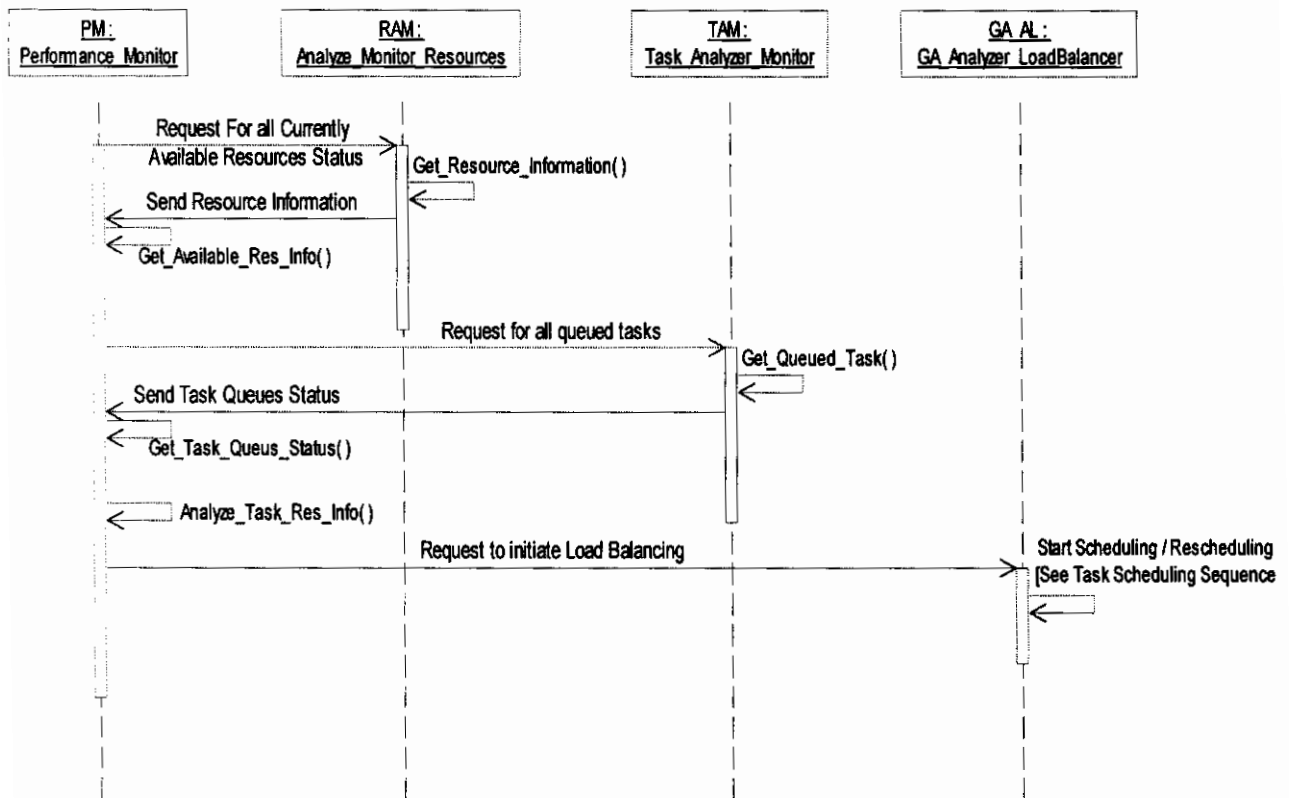 PM :
Performance_Monitor
RAM :
Analyze_Monitor_Resources
TAM :
Task_Analyzer_Monitor
GA_AL :
GA_Analyzer_LoadBalancer
Request For all Currently
Available Resources Status
Get_Resource_Information( )
Send Resource Information
Get_Available_Res_Info( )
Request for all queued tasks
Get_Queued_Task( )
Send Task Queues Status
Get_Task_Queus_Status( )
Analyze_Task_Res_Info( )
Request to initiate Load Balancing
Start Scheduling / Rescheduling
[See Task Scheduling Sequence